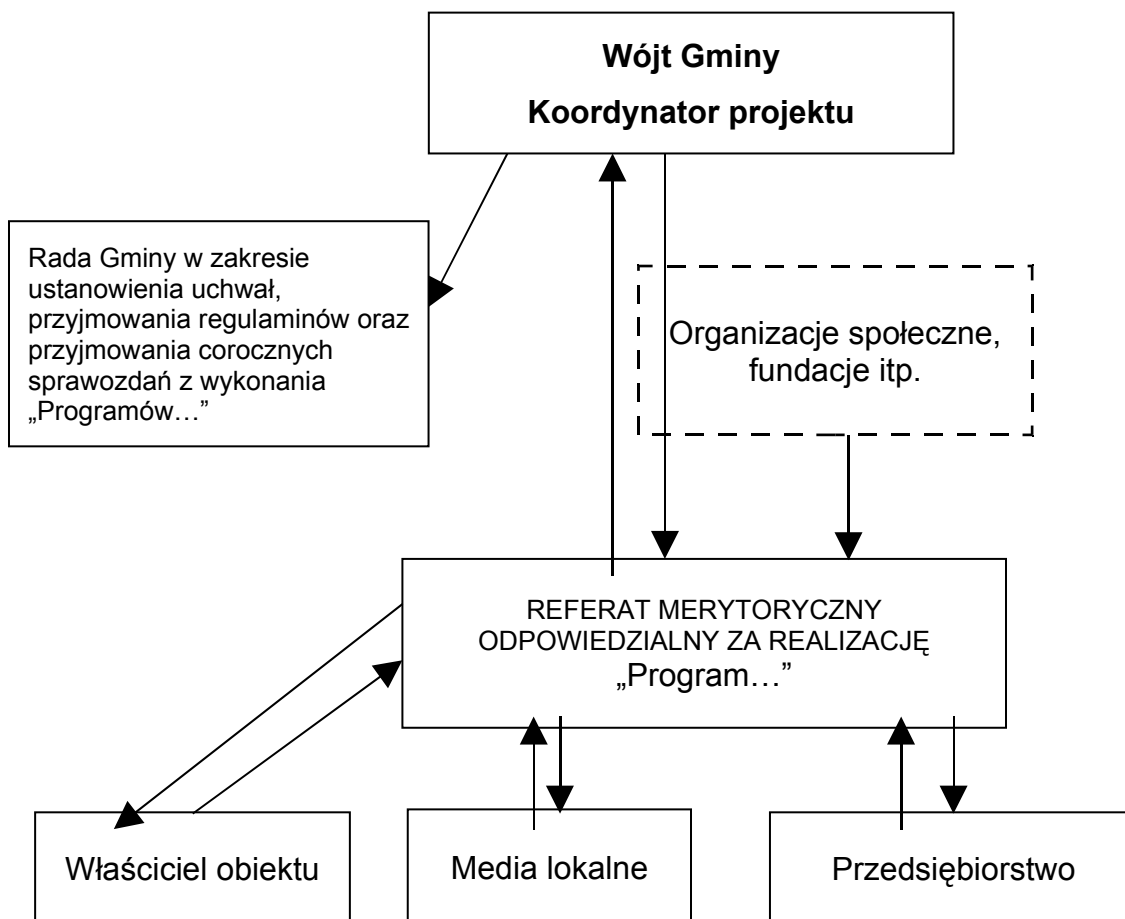 Wójt Gminy
Koordynator projektu
Rada Gminy w zakresie
ustanowienia uchwał,
przyjmowania regulaminów oraz
przyjmowania corocznych
sprawozdań z wykonania
„Programów…”
Organizacje społeczne,
fundacje itp.
REFERAT MERYTORYCZNY
ODPOWIEDZIALNY ZA REALIZACJĘ
„Program…”
Właściciel obiektu
Media lokalne
Przedsiębiorstwo